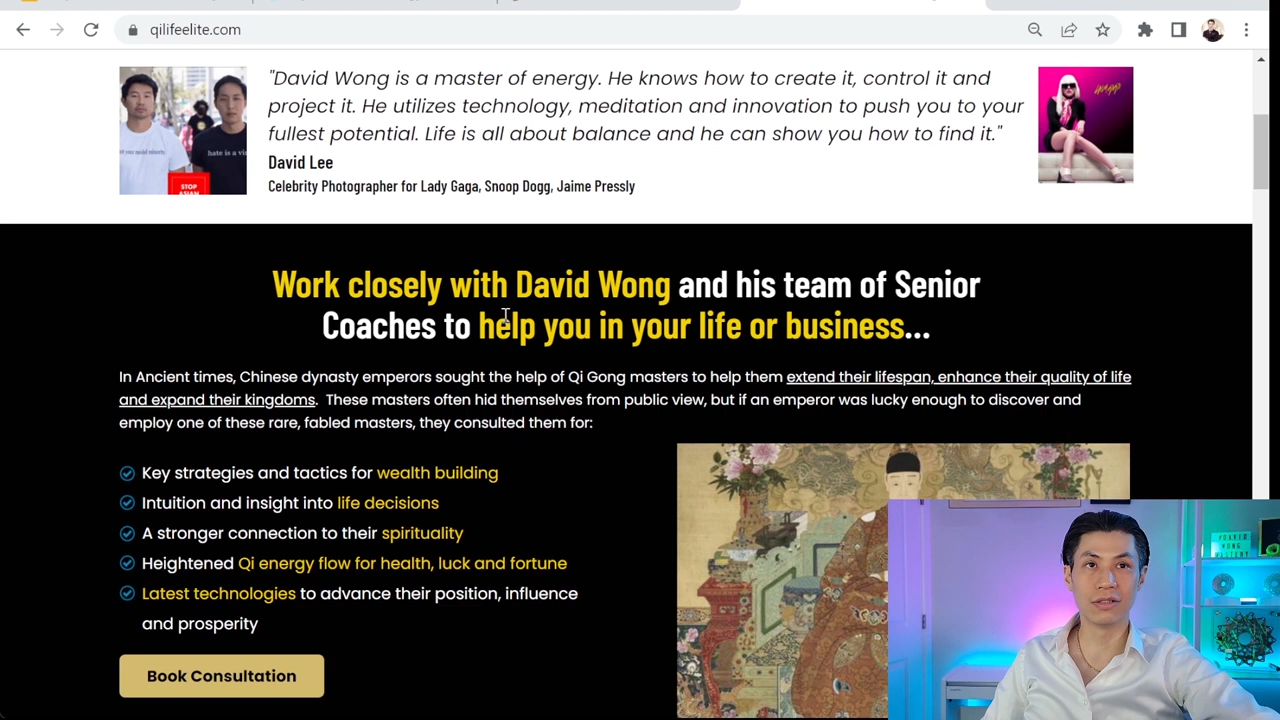 qilifeelite.com
"David Wong is a master of energy. He knows how to create it, control it and
project it. He utilizes technology, meditation and innovation to push you to your
fullest potential. Life is all about balance and he can show you how to find it."
David Lee
Celebrity Photographer for Lady Gaga, Snoop Dogg, Jaime Pressly
hate is a vi
STOP
ASIAN
Work closely with David Wong and his team of Senior
Coaches to help you in your life or business...
In Ancient times, Chinese dynasty emperors sought the help of Qi Gong masters to help them extend their lifespan, enhance their quality of life
and expand their kingdoms. These masters often hid themselves from public view, but if an emperor was lucky enough to discover and
employ one of these rare, fabled masters, they consulted them for:
Key strategies and tactics for wealth building
Intuition and insight into life decisions
A stronger connection to their spirituality
Heightened Qi energy flow for health, luck and fortune
Latest technologies to advance their position, influence
and prosperity
Book Consultation